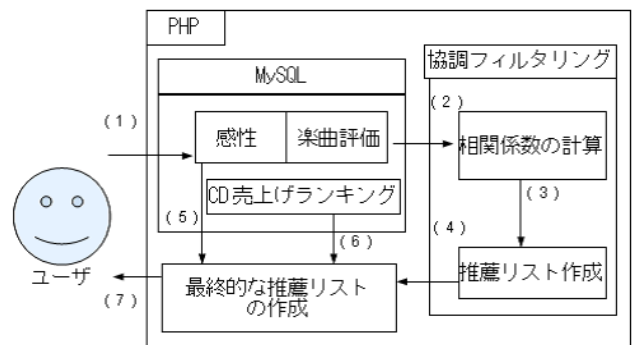 PHP
MySQL
協調フィルタリング
(1)
(2)
感性
楽曲評価
相関係数の計算
CD売上げランキング
(3)
(5)
(4)
(6)
ユーザ
最終的な推薦リスト
の作成
推薦リスト作成
(7)